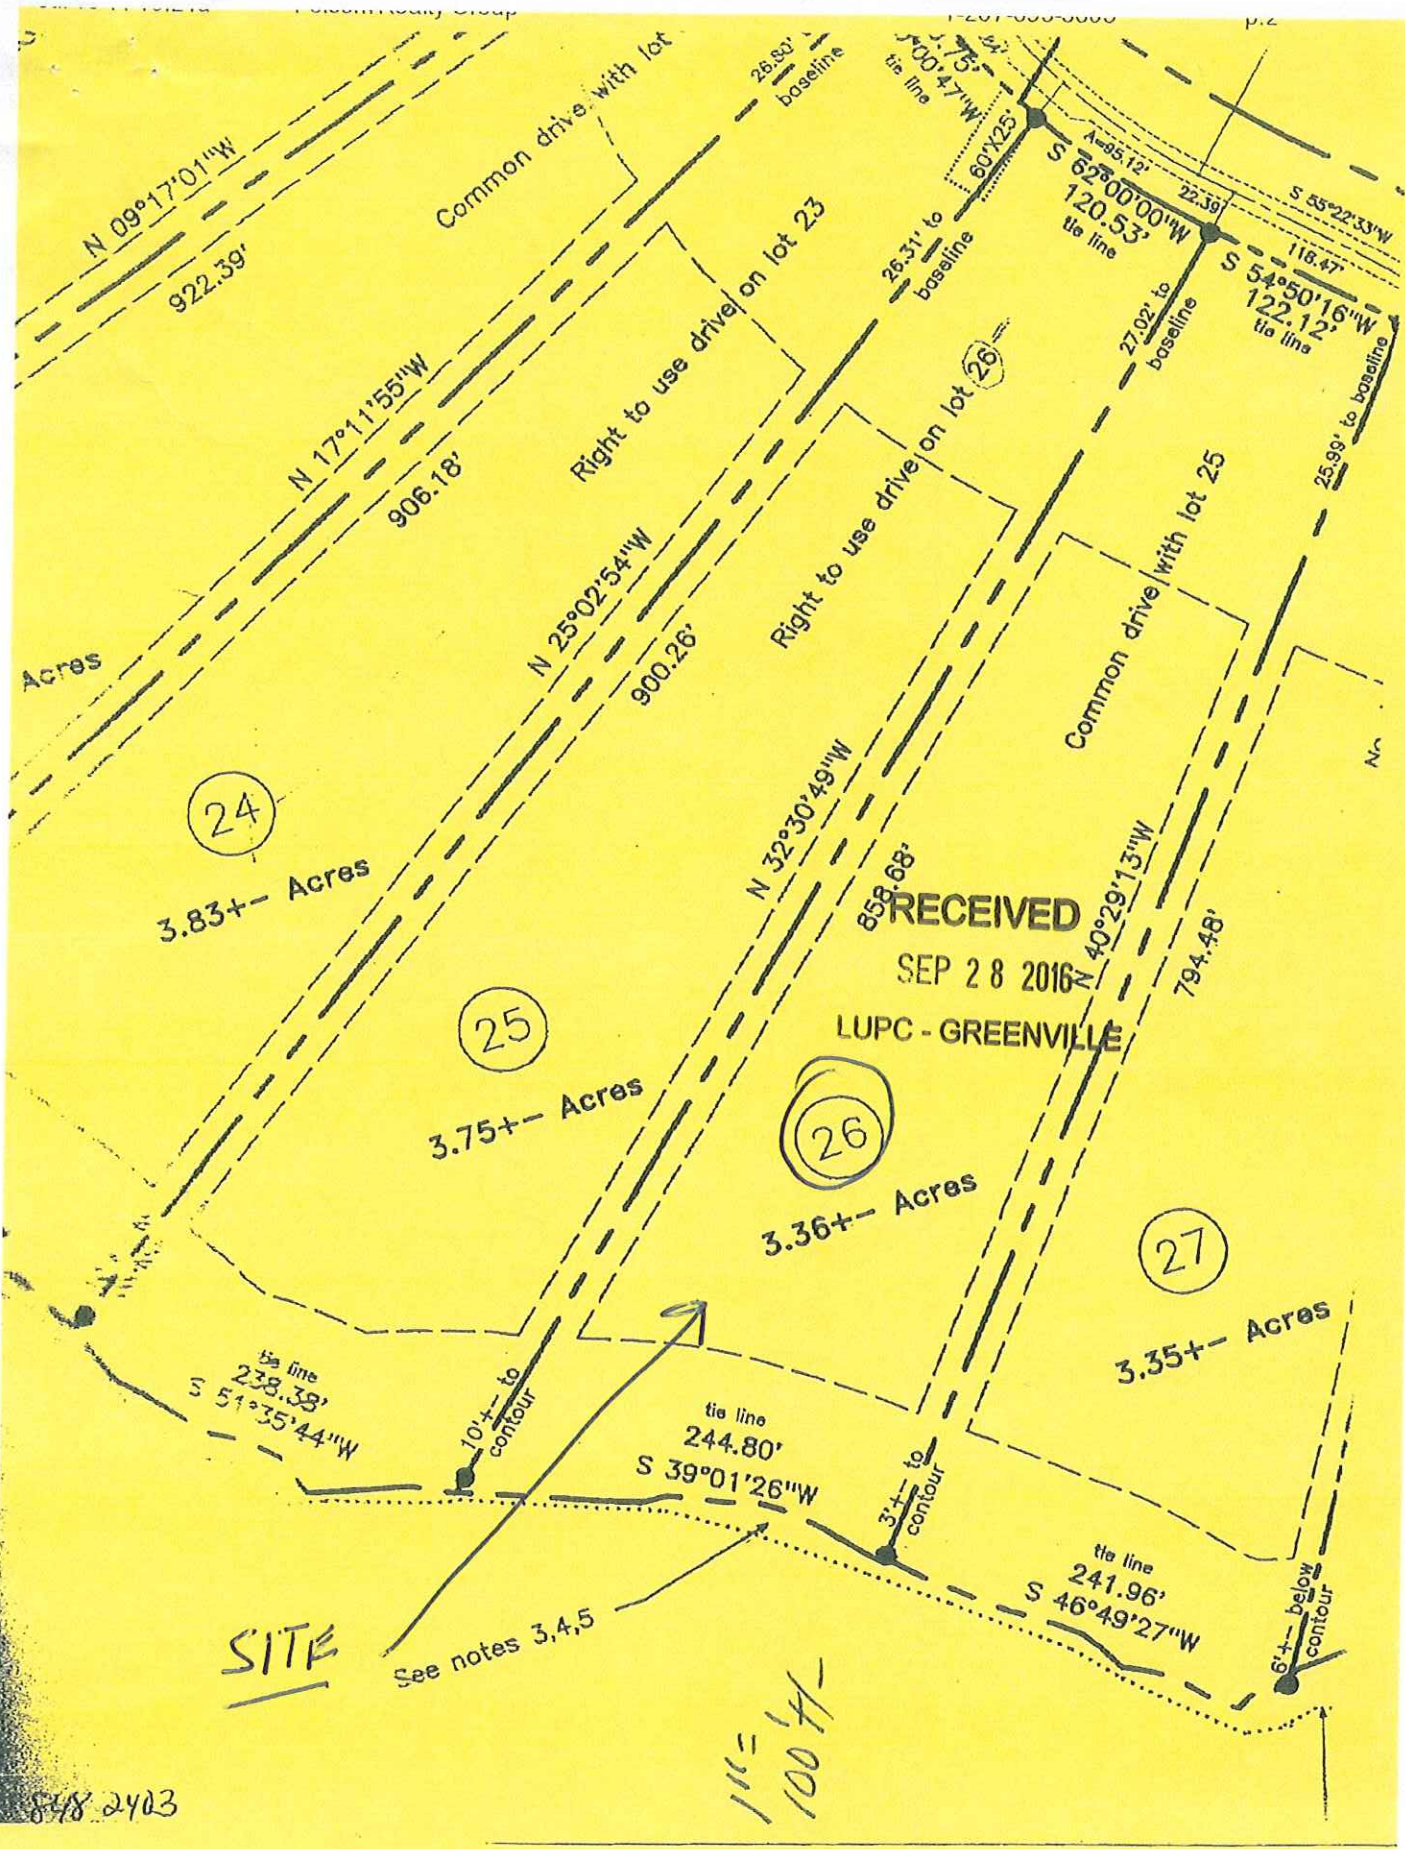 Realty Group
p.2
N 09°17'01"W
922.39'
Common drive with lot
26.80'
baseline
00'47"W
tie line
60'X25'
A=95.12'
S 62°00'00"W
120.53'
tie line
22.39
S 55°22'33"W
118.47'
S 54°50'16"W
122.12'
tie line
N 17°11'55"W
906.18'
Right to use drive on lot 23
26.31' to
baseline
27.02' to
baseline
25.99' to baseline
Right to use drive on lot 26
Common drive with lot 25
N 25°02'54"W
900.26'
Acres
N 32°30'49"W
858.68'
N 40°29'13"W
794.48'
24
3.83+- Acres
RECEIVED
SEP 28 2016
LUPC - GREENVILLE
25
3.75+- Acres
26
3.36+- Acres
27
3.35+- Acres
tie line
238.38'
S 51°35'44"W
10'+- to
contour
tie line
244.80'
S 39°01'26"W
3'+- to
contour
tie line
241.96'
S 46°49'27"W
6'+- below
contour
SITE
See notes 3,4,5
1"=
100'+/-
848 2403